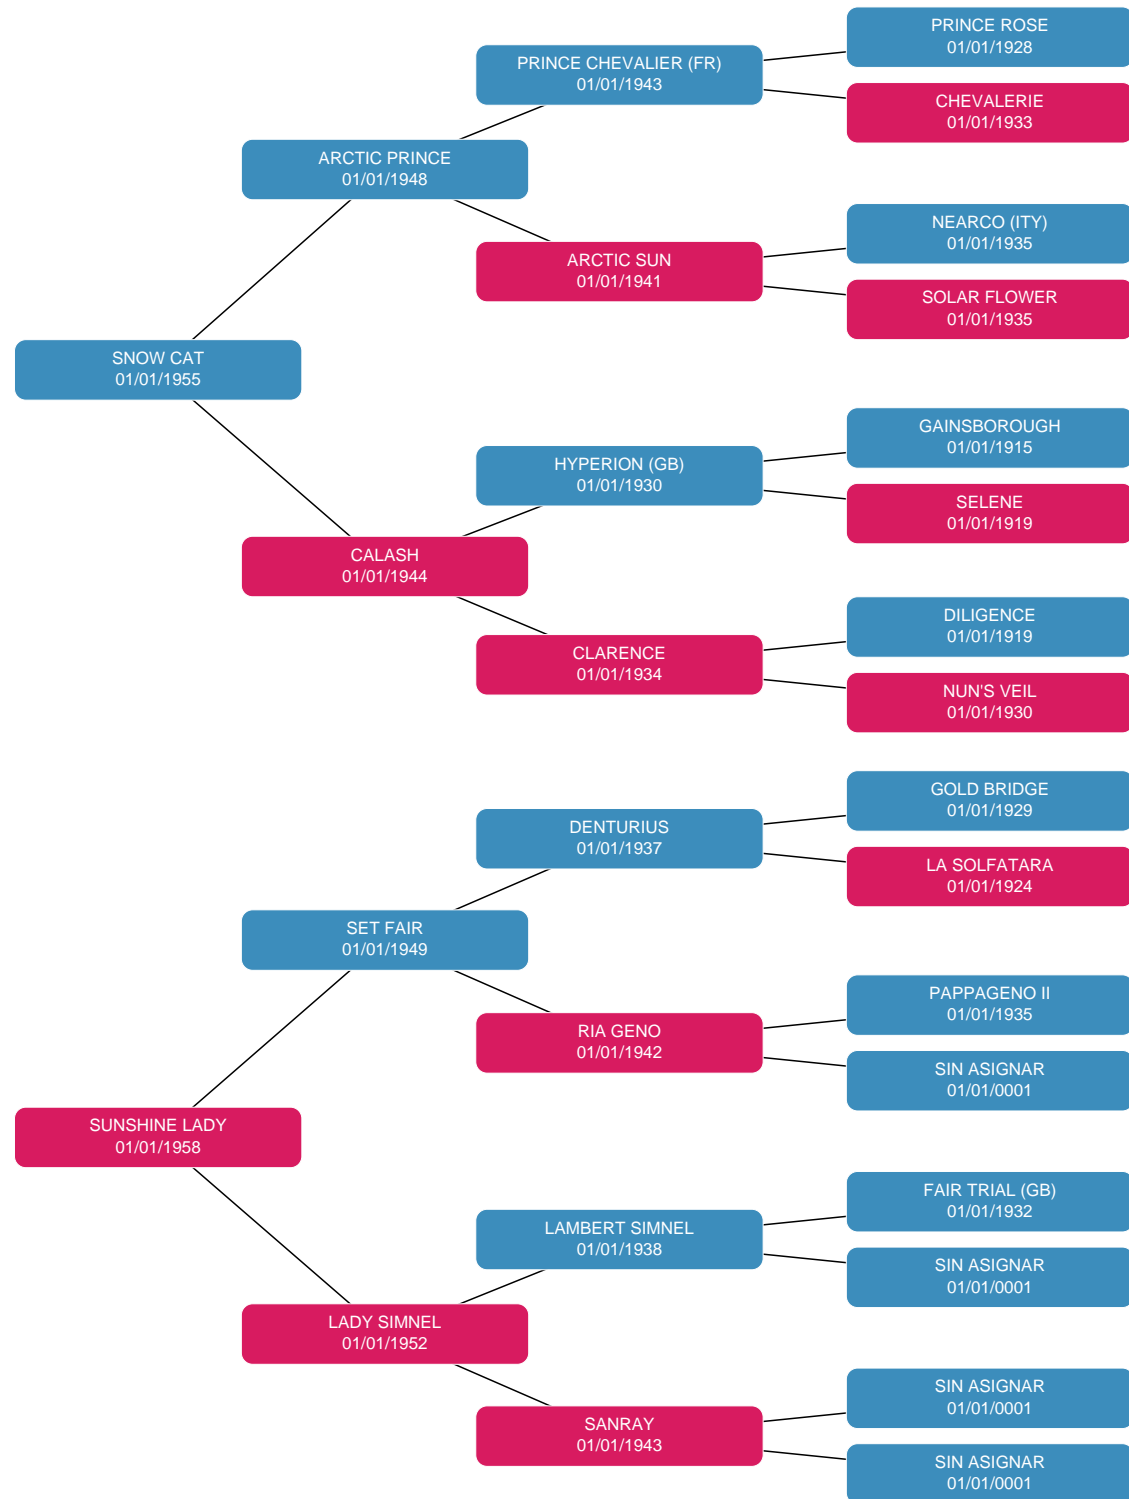 PRINCE ROSE
01/01/1928
PRINCE CHEVALIER (FR)
01/01/1943
CHEVALERIE
01/01/1933
ARCTIC PRINCE
01/01/1948
NEARCO (ITY)
01/01/1935
ARCTIC SUN
01/01/1941
SOLAR FLOWER
01/01/1935
SNOW CAT
01/01/1955
GAINSBOROUGH
01/01/1915
HYPERION (GB)
01/01/1930
SELENE
01/01/1919
CALASH
01/01/1944
DILIGENCE
01/01/1919
CLARENCE
01/01/1934
NUN'S VEIL
01/01/1930
GOLD BRIDGE
01/01/1929
DENTURIUS
01/01/1937
LA SOLFATARA
01/01/1924
SET FAIR
01/01/1949
PAPPAGENO II
01/01/1935
RIA GENO
01/01/1942
SIN ASIGNAR
01/01/0001
SUNSHINE LADY
01/01/1958
FAIR TRIAL (GB)
01/01/1932
LAMBERT SIMNEL
01/01/1938
SIN ASIGNAR
01/01/0001
LADY SIMNEL
01/01/1952
SIN ASIGNAR
01/01/0001
SANRAY
01/01/1943
SIN ASIGNAR
01/01/0001